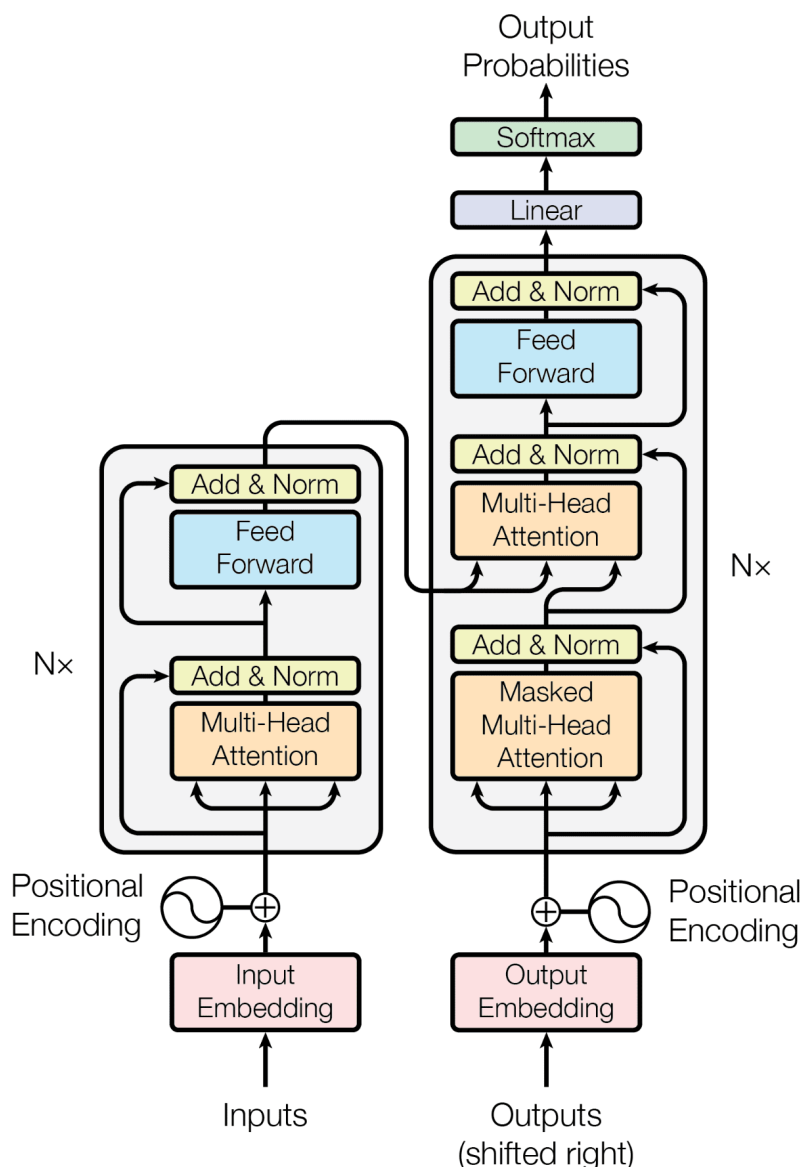 Output
Probabilities
Softmax
Linear
Add & Norm
Feed
Forward
Add & Norm
Multi-Head
Attention
Add & Norm
Masked
Multi-Head
Attention
N×
Add & Norm
Feed
Forward
Add & Norm
Multi-Head
Attention
N×
Positional
Encoding
Positional
Encoding
Input
Embedding
Output
Embedding
Inputs
Outputs
(shifted right)